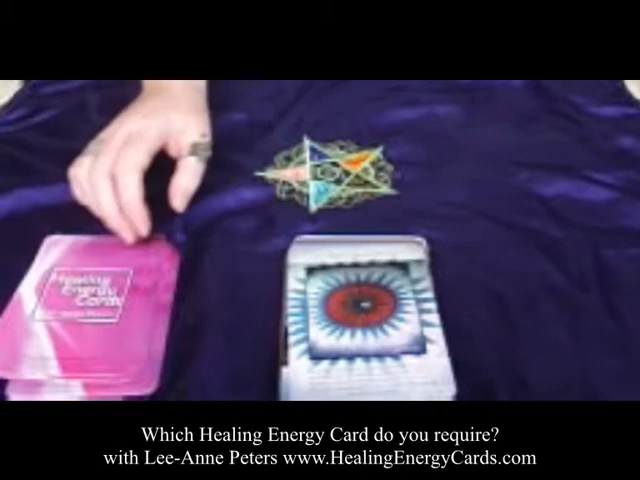 Healing
Energy
Cards
Which Healing Energy Card do you require?
with Lee-Anne Peters www.HealingEnergyCards.com